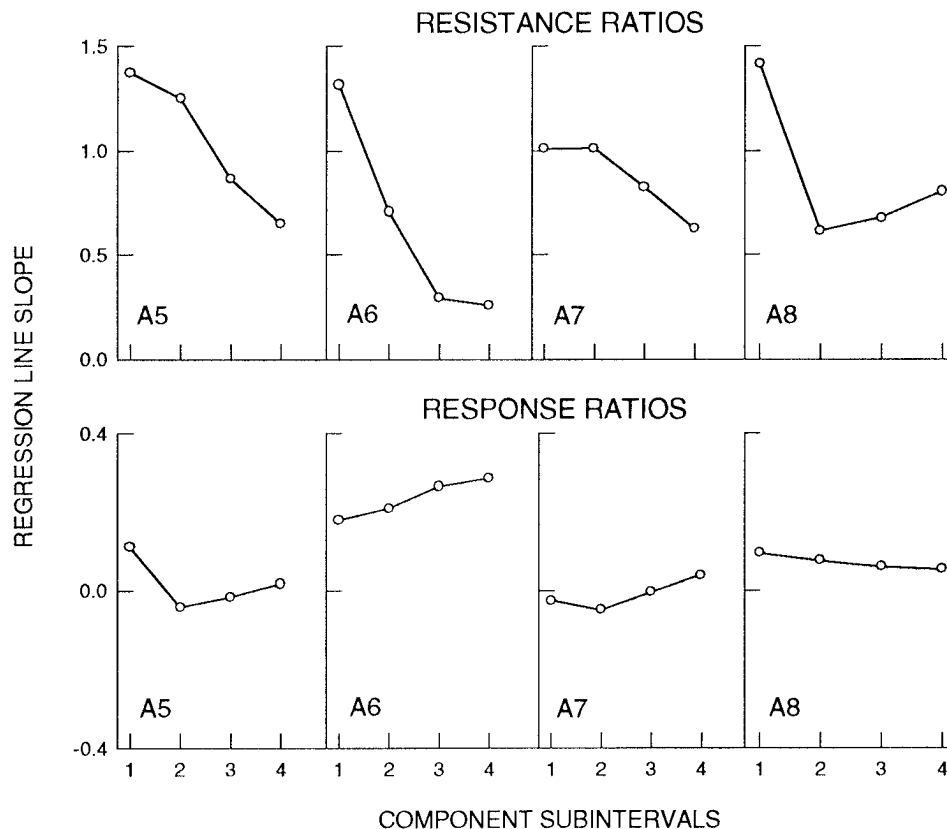 RESISTANCE RATIOS
1.5
1.0
0.5
0.0
A5
A6
A7
A8
REGRESSION LINE SLOPE
RESPONSE RATIOS
0.4
0.0
-0.4
A5
A6
A7
A8
1 2 3 4 1 2 3 4 1 2 3 4 1 2 3 4
COMPONENT SUBINTERVALS